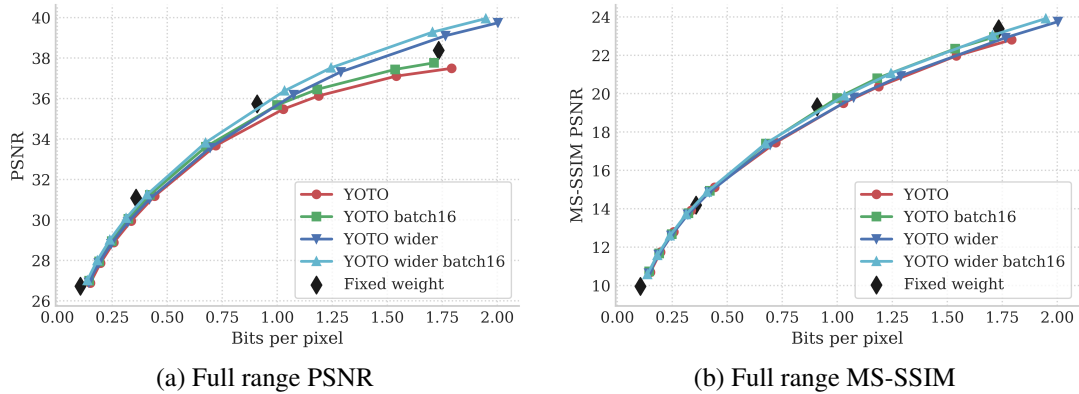 40
38
36
34
32
30
28
26
PSNR
YOTO
YOTO batch16
YOTO wider
YOTO wider batch16
Fixed weight
0.00 0.25 0.50 0.75 1.00 1.25 1.50 1.75 2.00
Bits per pixel
(a) Full range PSNR
24
22
20
18
16
14
12
10
MS-SSIM PSNR
YOTO
YOTO batch16
YOTO wider
YOTO wider batch16
Fixed weight
0.00 0.25 0.50 0.75 1.00 1.25 1.50 1.75 2.00
Bits per pixel
(b) Full range MS-SSIM